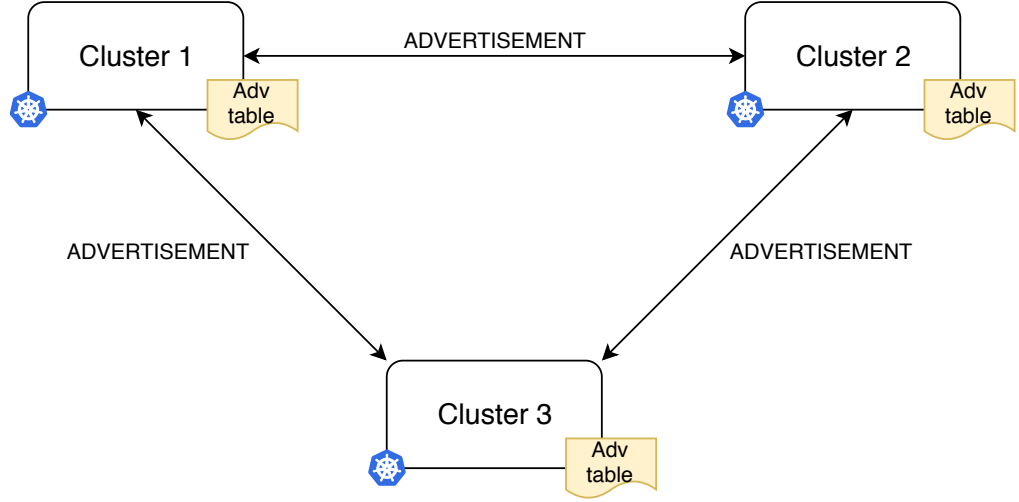 ADVERTISEMENT
Cluster 1
Cluster 2
Adv
table
Adv
table
ADVERTISEMENT
ADVERTISEMENT
Cluster 3
Adv
table